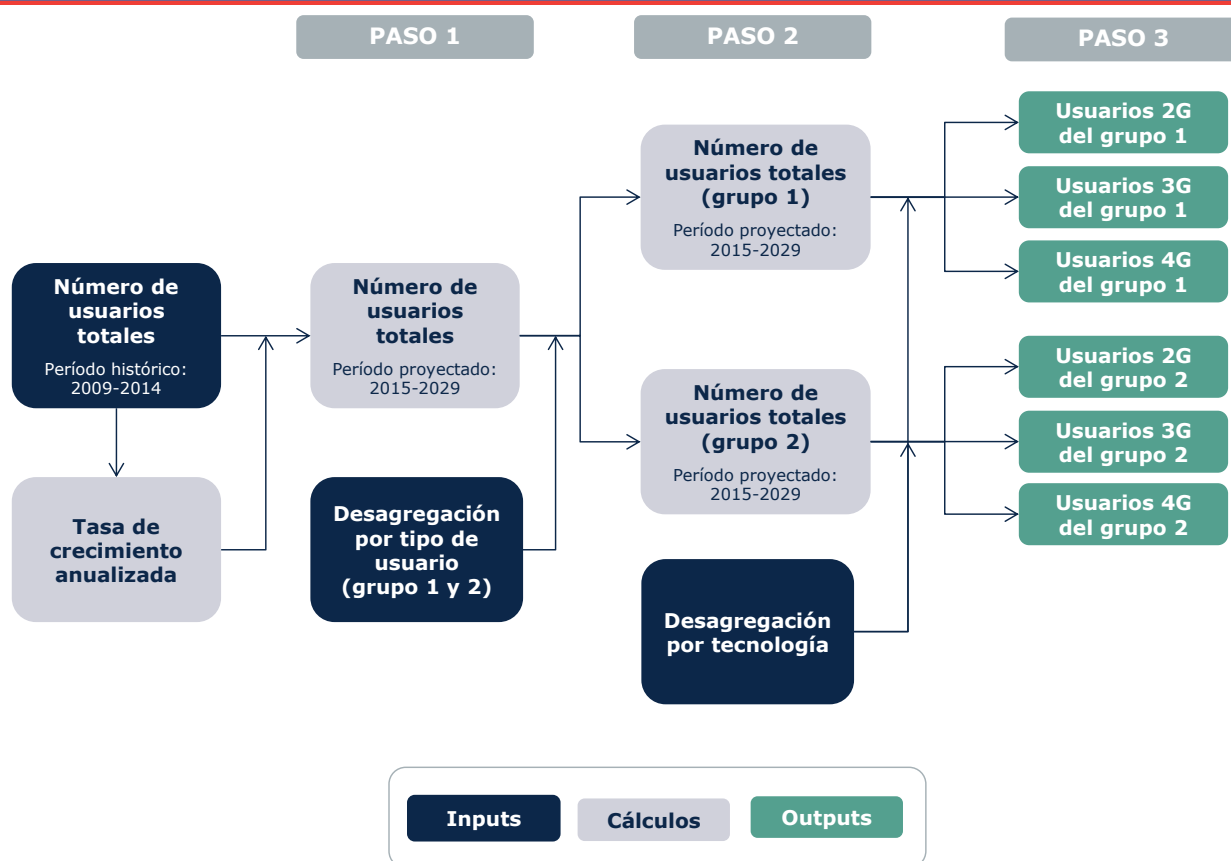 PASO 1
PASO 2
PASO 3
Número de
usuarios
totales
Período histórico:
2009-2014
Tasa de
crecimiento
anualizada
Número de
usuarios
totales
Período proyectado:
2015-2029
Desagregación
por tipo de
usuario
(grupo 1 y 2)
Número de
usuarios totales
(grupo 1)
Período proyectado:
2015-2029
Número de
usuarios totales
(grupo 2)
Período proyectado:
2015-2029
Desagregación
por tecnología
Usuarios 2G
del grupo 1
Usuarios 3G
del grupo 1
Usuarios 4G
del grupo 1
Usuarios 2G
del grupo 2
Usuarios 3G
del grupo 2
Usuarios 4G
del grupo 2
Inputs
Cálculos
Outputs